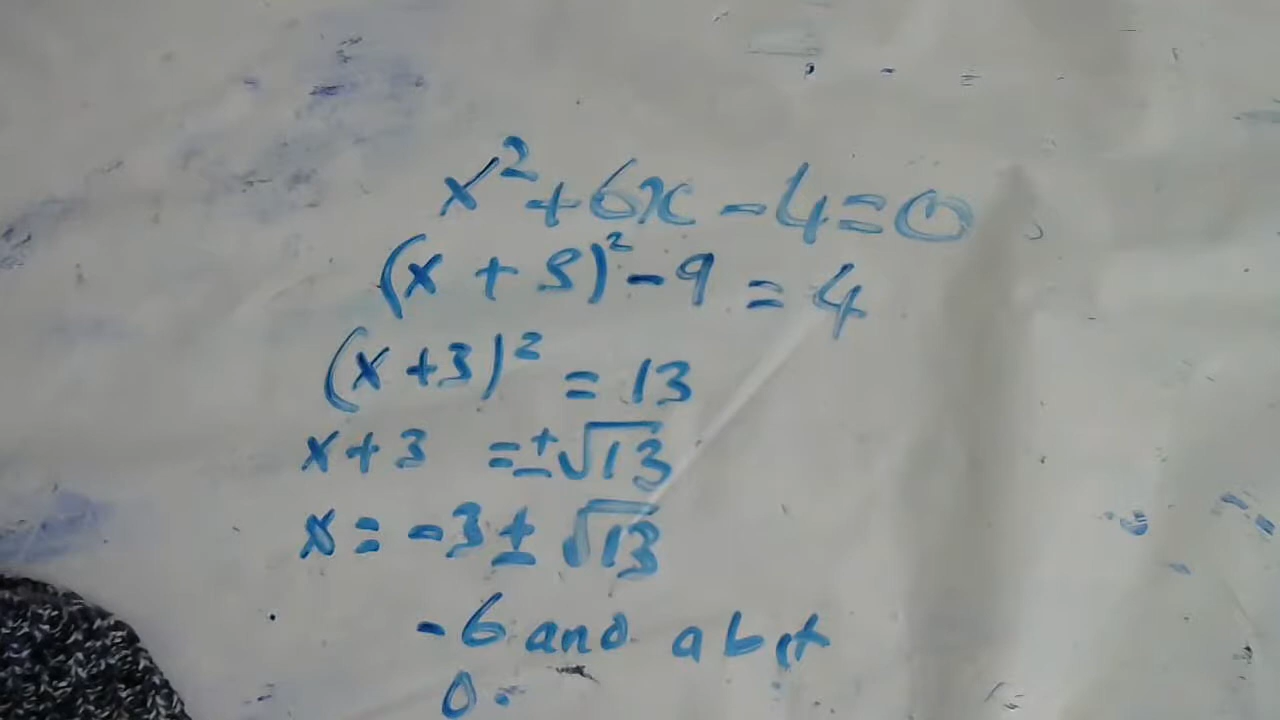 x² + 6x - 4 = 0
(x + 3)² - 9 = 4
(x + 3)² = 13
x + 3 = ± √13
x = -3 ± √13
-6 and a bit
0.